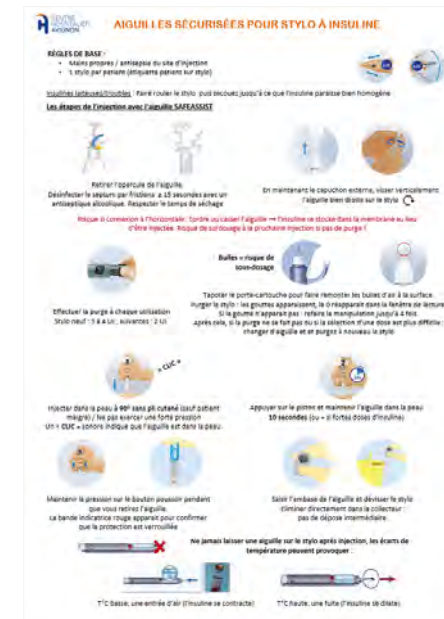 AVIGNON
AIGUILLES SÉCURISÉES POUR STYLO À INSULINE
RÈGLES DE BASE :
• Mains propres / antisepsie du site d'injection
• 1 stylo par patient (étiquette patient sur stylo)
Insulines laiteuses/troubles : Faire rouler le stylo puis secouez jusqu'à ce que l'insuline paraisse bien homogène
Les étapes de l'injection avec l'aiguille SAFEASSIST
Retirer l'opercule de l'aiguille.
Désinfecter le septum par frictions ≥ 15 secondes avec un
antiseptique alcoolique. Respecter le temps de séchage
En maintenant le capuchon externe, visser verticalement
l'aiguille bien droite sur le stylo
Risque si connexion à l'horizontale : tordre ou casser l'aiguille → l'insuline se stocke dans la membrane au lieu
d'être injectée. Risque de surdosage à la prochaine injection si pas de purge !
Bulles = risque de
sous-dosage
Effectuer la purge à chaque utilisation
Stylo neuf : 3 à 4 UI ; suivantes : 2 UI
Tapoter le porte-cartouche pour faire remonter les bulles d'air à la surface.
Purger le stylo : les gouttes apparaissent, le 0 réapparait dans la fenêtre de lecture
Si la goutte n'apparait pas : refaire la manipulation jusqu'à 4 fois.
Après cela, si la purge ne se fait pas ou si la sélection d'une dose est plus difficile :
changer d'aiguille et et purgez à nouveau le stylo
« CLIC »
Injecter dans la peau à 90° sans pli cutané (sauf patient
maigre) / Ne pas exercer une forte pression
Un « CLIC » sonore indique que l'aiguille est dans la peau
Appuyer sur le piston et maintenir l'aiguille dans la peau
10 secondes (ou + si fortes doses d'insuline)
Maintenir la pression sur le bouton poussoir pendant
que vous retirez l'aiguille.
La bande indicatrice rouge apparait pour confirmer
que la protection est verrouillée
Saisir l'embase de l'aiguille et dévisser le stylo
Eliminer directement dans le collecteur :
pas de dépose intermédiaire
Ne jamais laisser une aiguille sur le stylo après injection, les écarts de
température peuvent provoquer :
T°C basse, une entrée d'air (l'insuline se contracte)
T°C haute, une fuite (l'insuline se dilate)